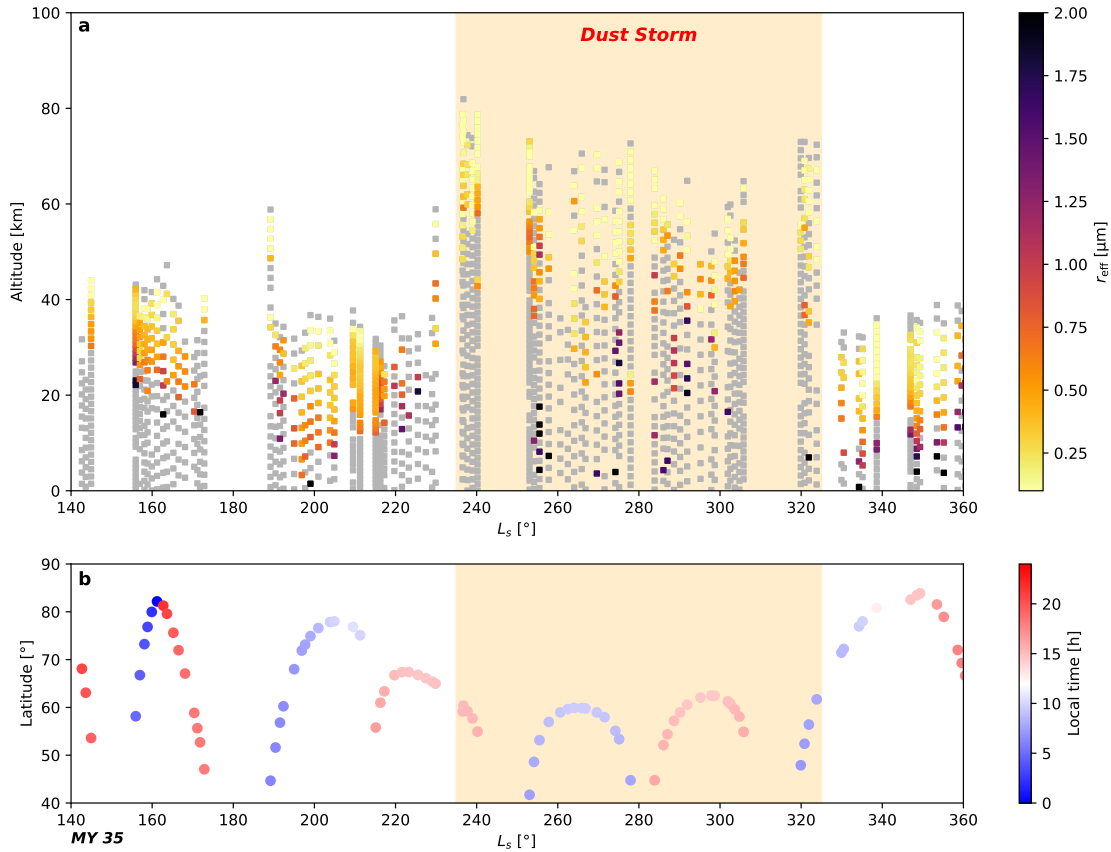 a
Dust Storm
100
80
60
40
20
0
Altitude [km]
140 160 180 200 220 240 260 280 300 320 340 360
Lₛ [°]
2.00
1.75
1.50
1.25
1.00
0.75
0.50
0.25
r_eff [μm]
b
90
80
70
60
50
40
Latitude [°]
140 160 180 200 220 240 260 280 300 320 340 360
Lₛ [°]
MY 35
20
15
10
5
0
Local time [h]